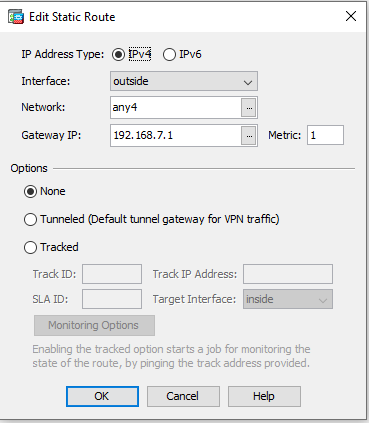 Edit Static Route
IP Address Type: IPv4 IPv6
Interface: outside
Network: any4 ...
Gateway IP: 192.168.7.1 ... Metric: 1
Options
None
Tunneled (Default tunnel gateway for VPN traffic)
Tracked
Track ID: Track IP Address:
SLA ID: Target Interface: inside
Monitoring Options
Enabling the tracked option starts a job for monitoring the
state of the route, by pinging the track address provided.
OK Cancel Help